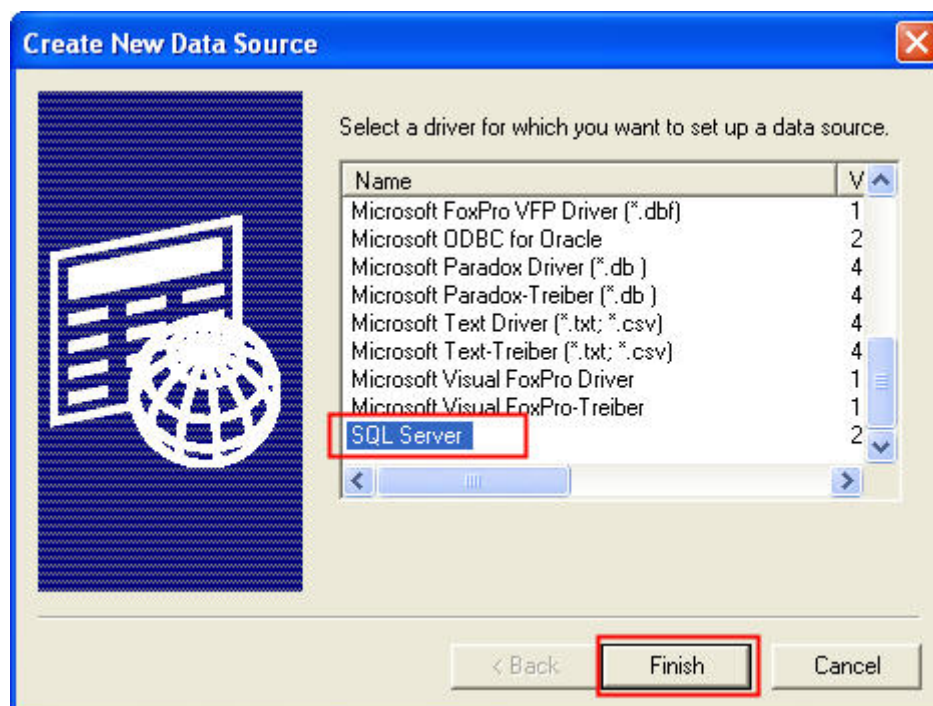 Create New Data Source
Select a driver for which you want to set up a data source.
Name V
Microsoft FoxPro VFP Driver (*.dbf) 1
Microsoft ODBC for Oracle 2
Microsoft Paradox Driver (*.db ) 4
Microsoft Paradox-Treiber (*.db ) 4
Microsoft Text Driver (*.txt; *.csv) 4
Microsoft Text-Treiber (*.txt; *.csv) 4
Microsoft Visual FoxPro Driver 1
Microsoft Visual FoxPro-Treiber 1
SQL Server 2
< Back Finish Cancel